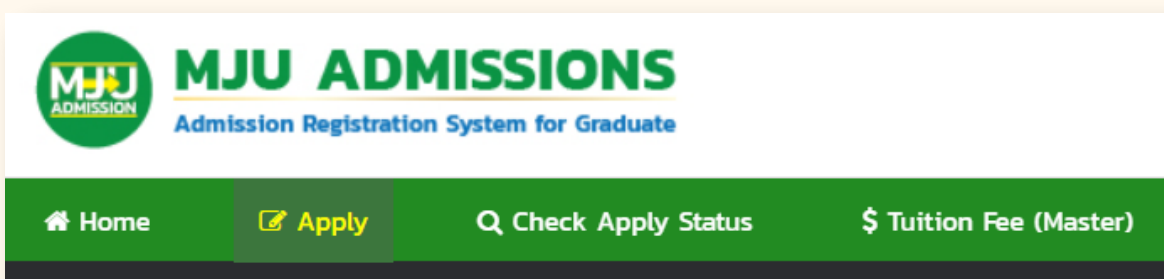 MJU
ADMISSION
MJU ADMISSIONS
Admission Registration System for Graduate
Home
Apply
Check Apply Status
$ Tuition Fee (Master)